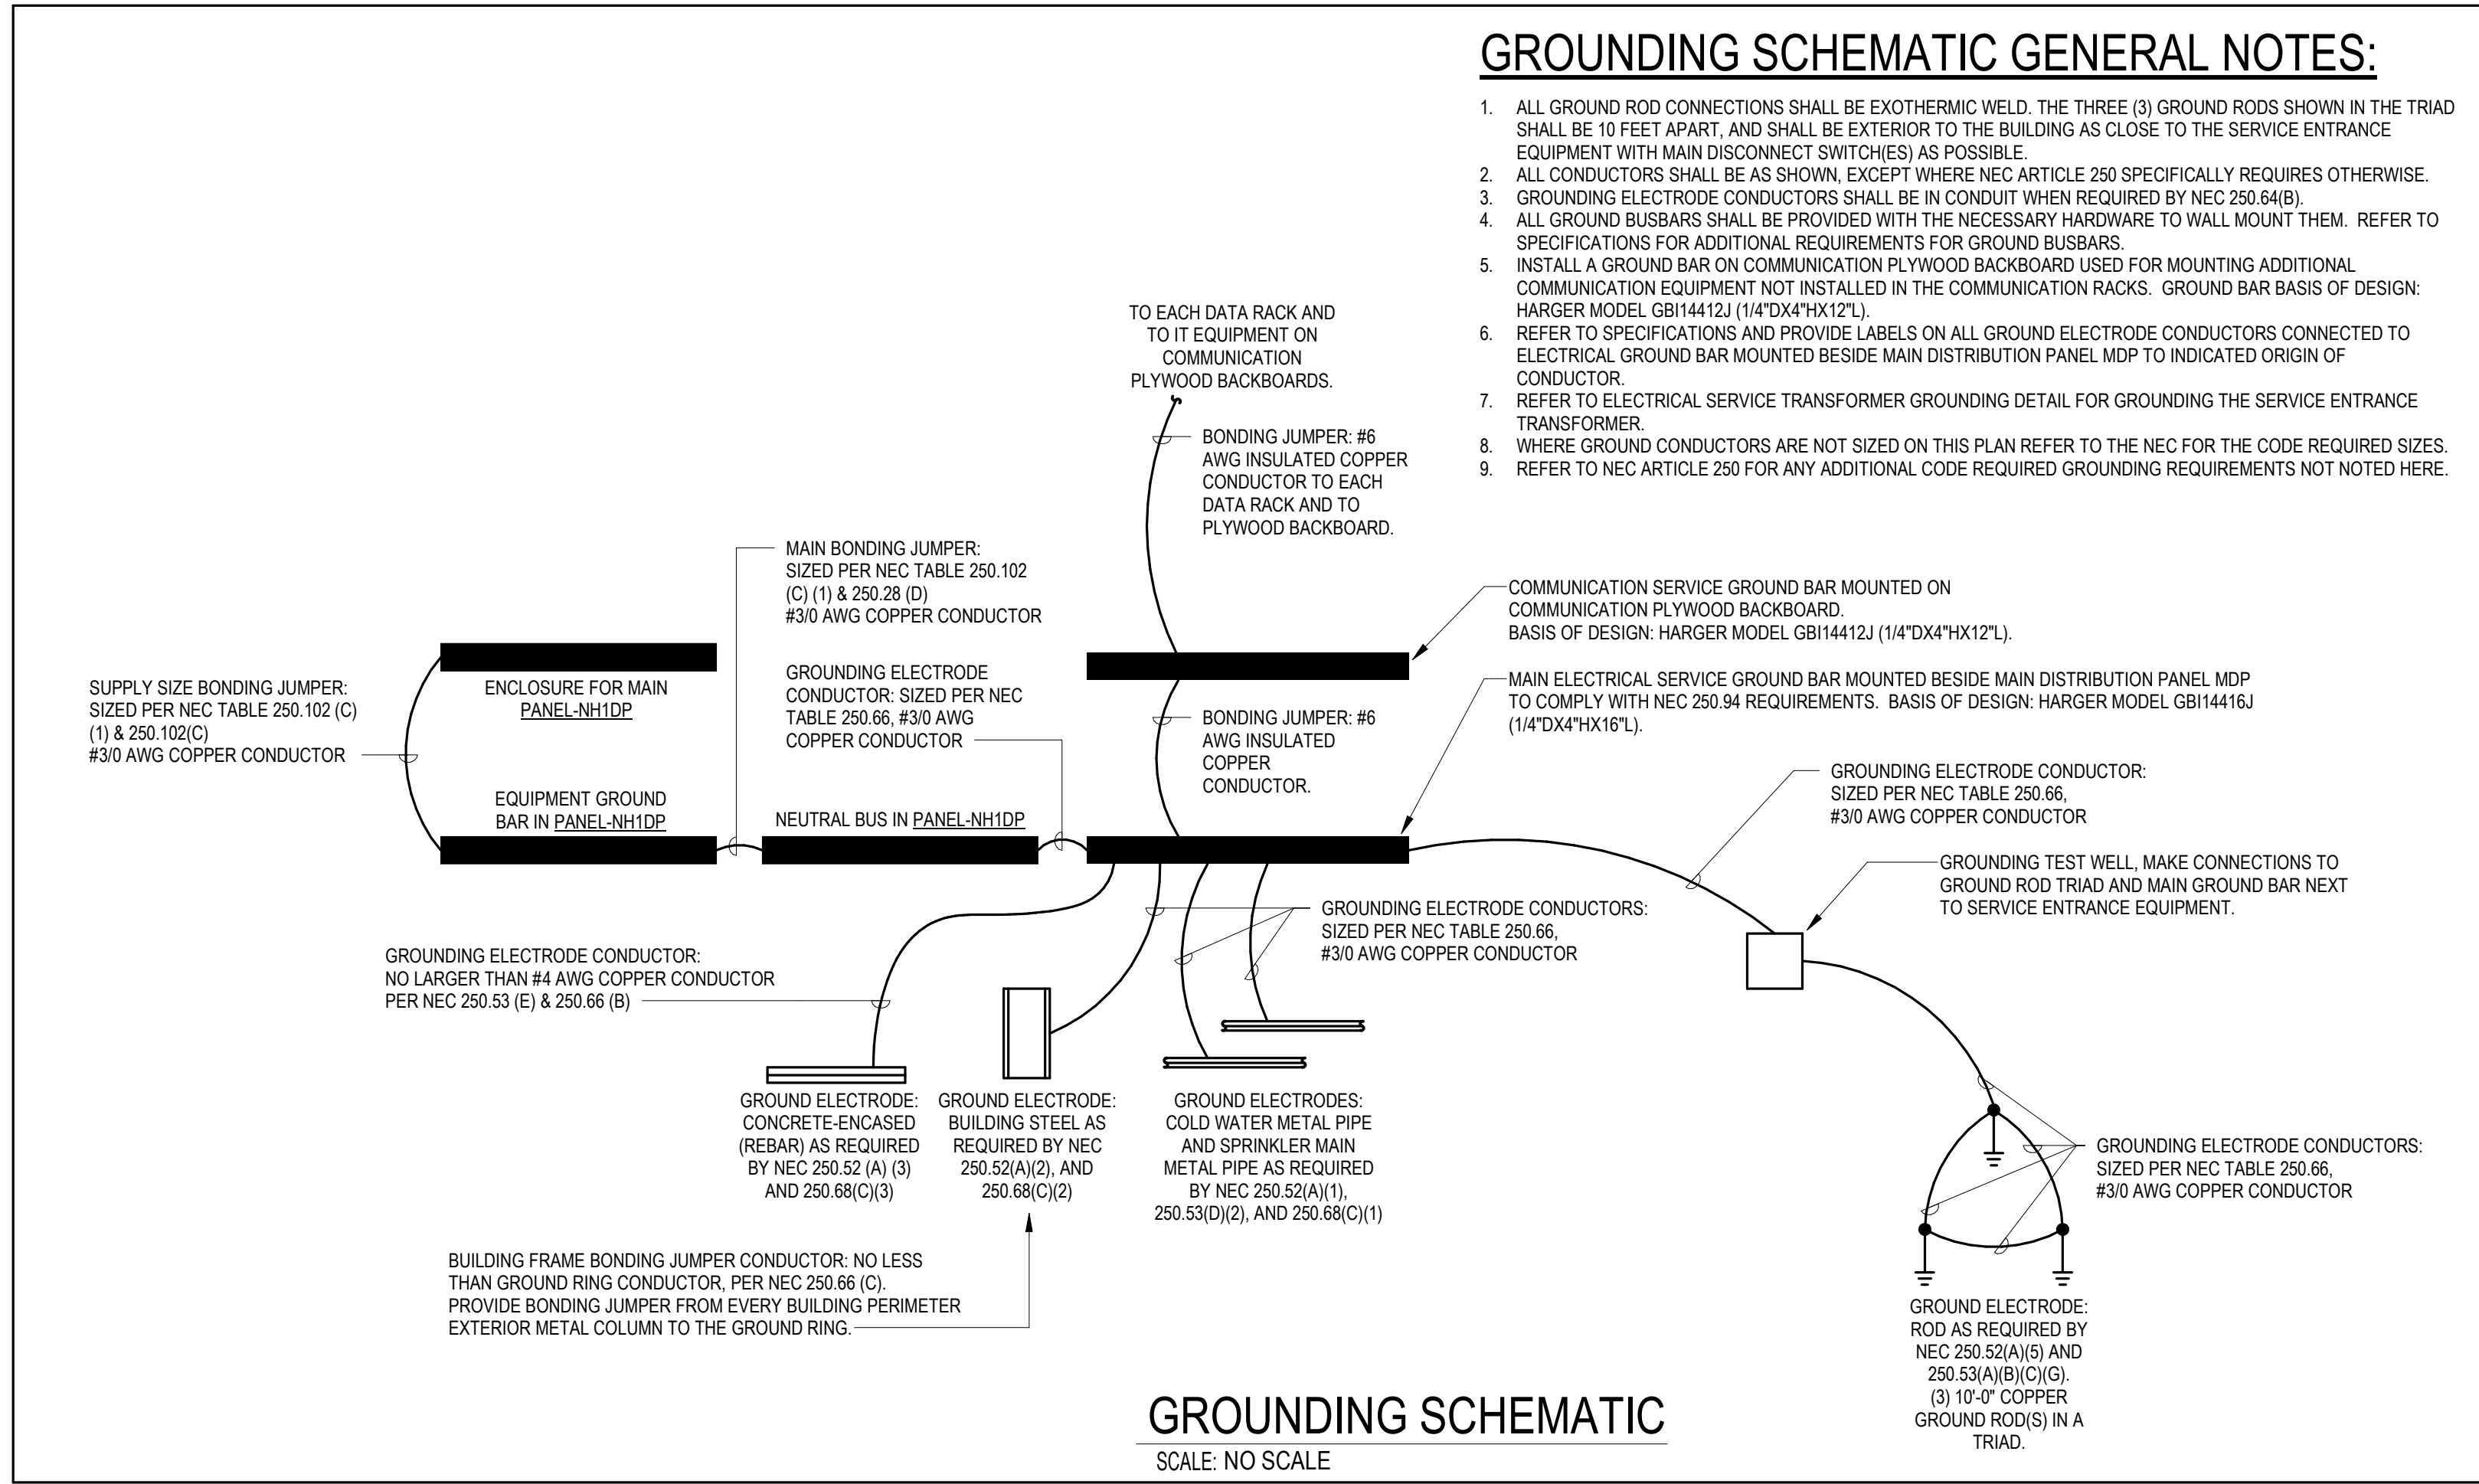 GROUNDING SCHEMATIC GENERAL NOTES:
1. ALL GROUND ROD CONNECTIONS SHALL BE EXOTHERMIC WELD. THE THREE (3) GROUND RODS SHOWN IN THE TRIAD
SHALL BE 10 FEET APART, AND SHALL BE EXTERIOR TO THE BUILDING AS CLOSE TO THE SERVICE ENTRANCE
EQUIPMENT WITH MAIN DISCONNECT SWITCH(ES) AS POSSIBLE.
2. ALL CONDUCTORS SHALL BE AS SHOWN, EXCEPT WHERE NEC ARTICLE 250 SPECIFICALLY REQUIRES OTHERWISE.
3. GROUNDING ELECTRODE CONDUCTORS SHALL BE IN CONDUIT WHEN REQUIRED BY NEC 250.64(B).
4. ALL GROUND BUSBARS SHALL BE PROVIDED WITH THE NECESSARY HARDWARE TO WALL MOUNT THEM. REFER TO
SPECIFICATIONS FOR ADDITIONAL REQUIREMENTS FOR GROUND BUSBARS.
5. INSTALL A GROUND BAR ON COMMUNICATION PLYWOOD BACKBOARD USED FOR MOUNTING ADDITIONAL
COMMUNICATION EQUIPMENT NOT INSTALLED IN THE COMMUNICATION RACKS. GROUND BAR BASIS OF DESIGN:
HARGER MODEL GBI14412J (1/4"DX4"HX12"L).
6. REFER TO SPECIFICATIONS AND PROVIDE LABELS ON ALL GROUND ELECTRODE CONDUCTORS CONNECTED TO
ELECTRICAL GROUND BAR MOUNTED BESIDE MAIN DISTRIBUTION PANEL MDP TO INDICATED ORIGIN OF
CONDUCTOR.
7. REFER TO ELECTRICAL SERVICE TRANSFORMER GROUNDING DETAIL FOR GROUNDING THE SERVICE ENTRANCE
TRANSFORMER.
8. WHERE GROUND CONDUCTORS ARE NOT SIZED ON THIS PLAN REFER TO THE NEC FOR THE CODE REQUIRED SIZES.
9. REFER TO NEC ARTICLE 250 FOR ANY ADDITIONAL CODE REQUIRED GROUNDING REQUIREMENTS NOT NOTED HERE.
TO EACH DATA RACK AND
TO IT EQUIPMENT ON
COMMUNICATION
PLYWOOD BACKBOARDS.
BONDING JUMPER: #6
AWG INSULATED COPPER
CONDUCTOR TO EACH
DATA RACK AND TO
PLYWOOD BACKBOARD.
MAIN BONDING JUMPER:
SIZED PER NEC TABLE 250.102
(C) (1) & 250.28 (D)
#3/0 AWG COPPER CONDUCTOR
COMMUNICATION SERVICE GROUND BAR MOUNTED ON
COMMUNICATION PLYWOOD BACKBOARD.
BASIS OF DESIGN: HARGER MODEL GBI14412J (1/4"DX4"HX12"L).
SUPPLY SIZE BONDING JUMPER:
SIZED PER NEC TABLE 250.102 (C)
(1) & 250.102(C)
#3/0 AWG COPPER CONDUCTOR
ENCLOSURE FOR MAIN
PANEL-NH1DP
GROUNDING ELECTRODE
CONDUCTOR: SIZED PER NEC
TABLE 250.66, #3/0 AWG
COPPER CONDUCTOR
BONDING JUMPER: #6
AWG INSULATED
COPPER
CONDUCTOR.
MAIN ELECTRICAL SERVICE GROUND BAR MOUNTED BESIDE MAIN DISTRIBUTION PANEL MDP
TO COMPLY WITH NEC 250.94 REQUIREMENTS. BASIS OF DESIGN: HARGER MODEL GBI14416J
(1/4"DX4"HX16"L).
EQUIPMENT GROUND
BAR IN PANEL-NH1DP
NEUTRAL BUS IN PANEL-NH1DP
GROUNDING ELECTRODE CONDUCTOR:
SIZED PER NEC TABLE 250.66,
#3/0 AWG COPPER CONDUCTOR
GROUNDING TEST WELL, MAKE CONNECTIONS TO
GROUND ROD TRIAD AND MAIN GROUND BAR NEXT
TO SERVICE ENTRANCE EQUIPMENT.
GROUNDING ELECTRODE CONDUCTORS:
SIZED PER NEC TABLE 250.66,
#3/0 AWG COPPER CONDUCTOR
GROUNDING ELECTRODE CONDUCTOR:
NO LARGER THAN #4 AWG COPPER CONDUCTOR
PER NEC 250.53 (E) & 250.66 (B)
GROUND ELECTRODE:
CONCRETE-ENCASED
(REBAR) AS REQUIRED
BY NEC 250.52 (A) (3)
AND 250.68(C)(3)
GROUND ELECTRODE:
BUILDING STEEL AS
REQUIRED BY NEC
250.52(A)(2), AND
250.68(C)(2)
GROUND ELECTRODES:
COLD WATER METAL PIPE
AND SPRINKLER MAIN
METAL PIPE AS REQUIRED
BY NEC 250.52(A)(1),
250.53(D)(2), AND 250.68(C)(1)
GROUNDING ELECTRODE CONDUCTORS:
SIZED PER NEC TABLE 250.66,
#3/0 AWG COPPER CONDUCTOR
BUILDING FRAME BONDING JUMPER CONDUCTOR: NO LESS
THAN GROUND RING CONDUCTOR, PER NEC 250.66 (C).
PROVIDE BONDING JUMPER FROM EVERY BUILDING PERIMETER
EXTERIOR METAL COLUMN TO THE GROUND RING.
GROUND ELECTRODE:
ROD AS REQUIRED BY
NEC 250.52(A)(5) AND
250.53(A)(B)(C)(G).
(3) 10'-0" COPPER
GROUND ROD(S) IN A
TRIAD.
GROUNDING SCHEMATIC
SCALE: NO SCALE